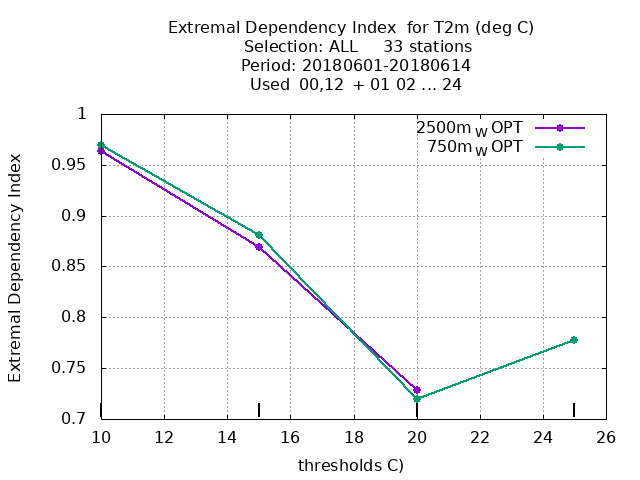 Extremal Dependency Index  for T2m (deg C)
Selection: ALL     33 stations
Period: 20180601-20180614
Used  00,12  + 01 02 ... 24
Extremal Dependency Index
1
0.95
0.9
0.85
0.8
0.75
0.7
2500m W OPT
750m W OPT
10 12 14 16 18 20 22 24 26
thresholds C)